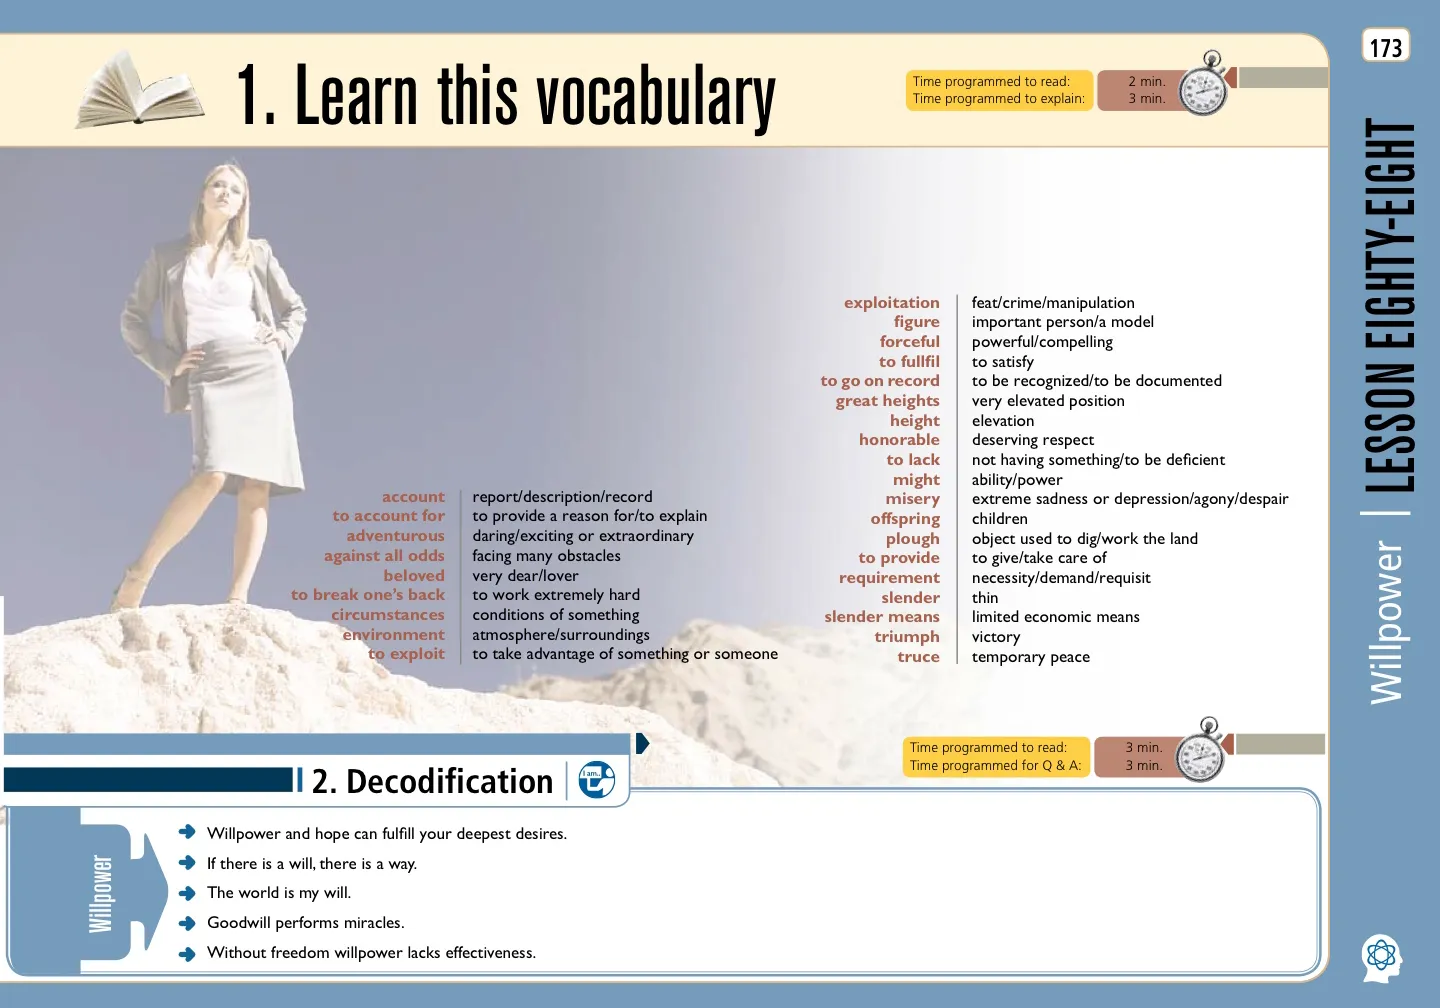 173
1. Learn this vocabulary
Time programmed to read: 2 min.
Time programmed to explain: 3 min.
LESSON EIGHTY-EIGHT
Willpower
account report/description/record
to account for to provide a reason for/to explain
adventurous daring/exciting or extraordinary
against all odds facing many obstacles
beloved very dear/lover
to break one's back to work extremely hard
circumstances conditions of something
environment atmosphere/surroundings
to exploit to take advantage of something or someone
exploitation feat/crime/manipulation
figure important person/a model
forceful powerful/compelling
to fullfil to satisfy
to go on record to be recognized/to be documented
great heights very elevated position
height elevation
honorable deserving respect
to lack not having something/to be deficient
might ability/power
misery extreme sadness or depression/agony/despair
offspring children
plough object used to dig/work the land
to provide to give/take care of
requirement necessity/demand/requisit
slender thin
slender means limited economic means
triumph victory
truce temporary peace
2. Decodification
I am..
Time programmed to read: 3 min.
Time programmed for Q & A: 3 min.
Willpower
Willpower and hope can fulfill your deepest desires.
If there is a will, there is a way.
The world is my will.
Goodwill performs miracles.
Without freedom willpower lacks effectiveness.